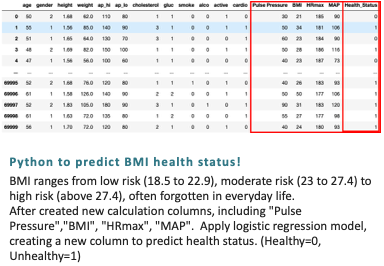 age gender height weight ap_hi ap_lo cholesterol gluc smoke alco active cardio Pulse Pressure BMI HRmax MAP Health_Status
0 50 2 1.68 62.0 110 80 1 1 0 0 1 0 30 21 185 90 0
1 55 1 1.56 85.0 140 90 3 1 0 0 1 1 50 34 181 106 1
2 51 1 1.65 64.0 130 70 3 1 0 0 0 1 60 23 184 90 0
3 48 2 1.69 82.0 150 100 1 1 0 0 1 1 50 28 186 116 1
4 47 1 1.56 56.0 100 60 1 1 0 0 0 0 40 23 186 73 0
... ... ... ... ... ... ... ... ... ... ... ... ... ... ... ... ... ...
69995 52 2 1.68 76.0 120 80 1 1 1 0 1 0 40 26 183 93 1
69996 61 1 1.58 126.0 140 90 2 2 0 0 1 1 50 50 176 106 1
69997 52 2 1.83 105.0 180 90 3 1 0 1 0 1 90 31 183 120 1
69998 61 1 1.63 72.0 135 80 1 2 0 0 0 1 55 27 177 98 1
69999 56 1 1.70 72.0 120 80 2 1 0 0 1 0 40 24 180 93 1
Python to predict BMI health status!
BMI ranges from low risk (18.5 to 22.9), moderate risk (23 to 27.4) to
high risk (above 27.4), often forgotten in everyday life.
After created new calculation columns, including "Pulse
Pressure","BMI", "HRmax", "MAP". Apply logistic regression model,
creating a new column to predict health status. (Healthy=0,
Unhealthy=1)